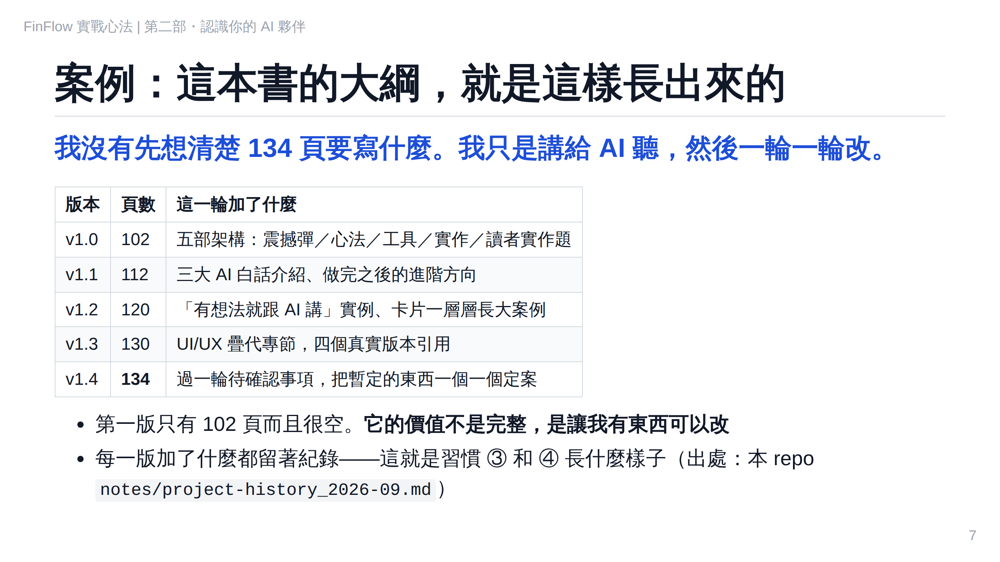 FinFlow 實戰心法 | 第二部・認識你的 AI 夥伴
案例：這本書的大綱，就是這樣長出來的
我沒有先想清楚 134 頁要寫什麼。我只是講給 AI 聽，然後一輪一輪改。
版本 頁數 這一輪加了什麼
v1.0 102 五部架構：震撼彈／心法／工具／實作／讀者實作題
v1.1 112 三大 AI 白話介紹、做完之後的進階方向
v1.2 120 「有想法就跟 AI 講」實例、卡片一層層長大案例
v1.3 130 UI/UX 疊代專節，四個真實版本引用
v1.4 134 過一輪待確認事項，把暫定的東西一個一個定案
• 第一版只有 102 頁而且很空。它的價值不是完整，是讓我有東西可以改
• 每一版加了什麼都留著紀錄——這就是習慣 ③ 和 ④ 長什麼樣子（出處：本 repo
notes/project-history_2026-09.md）
7